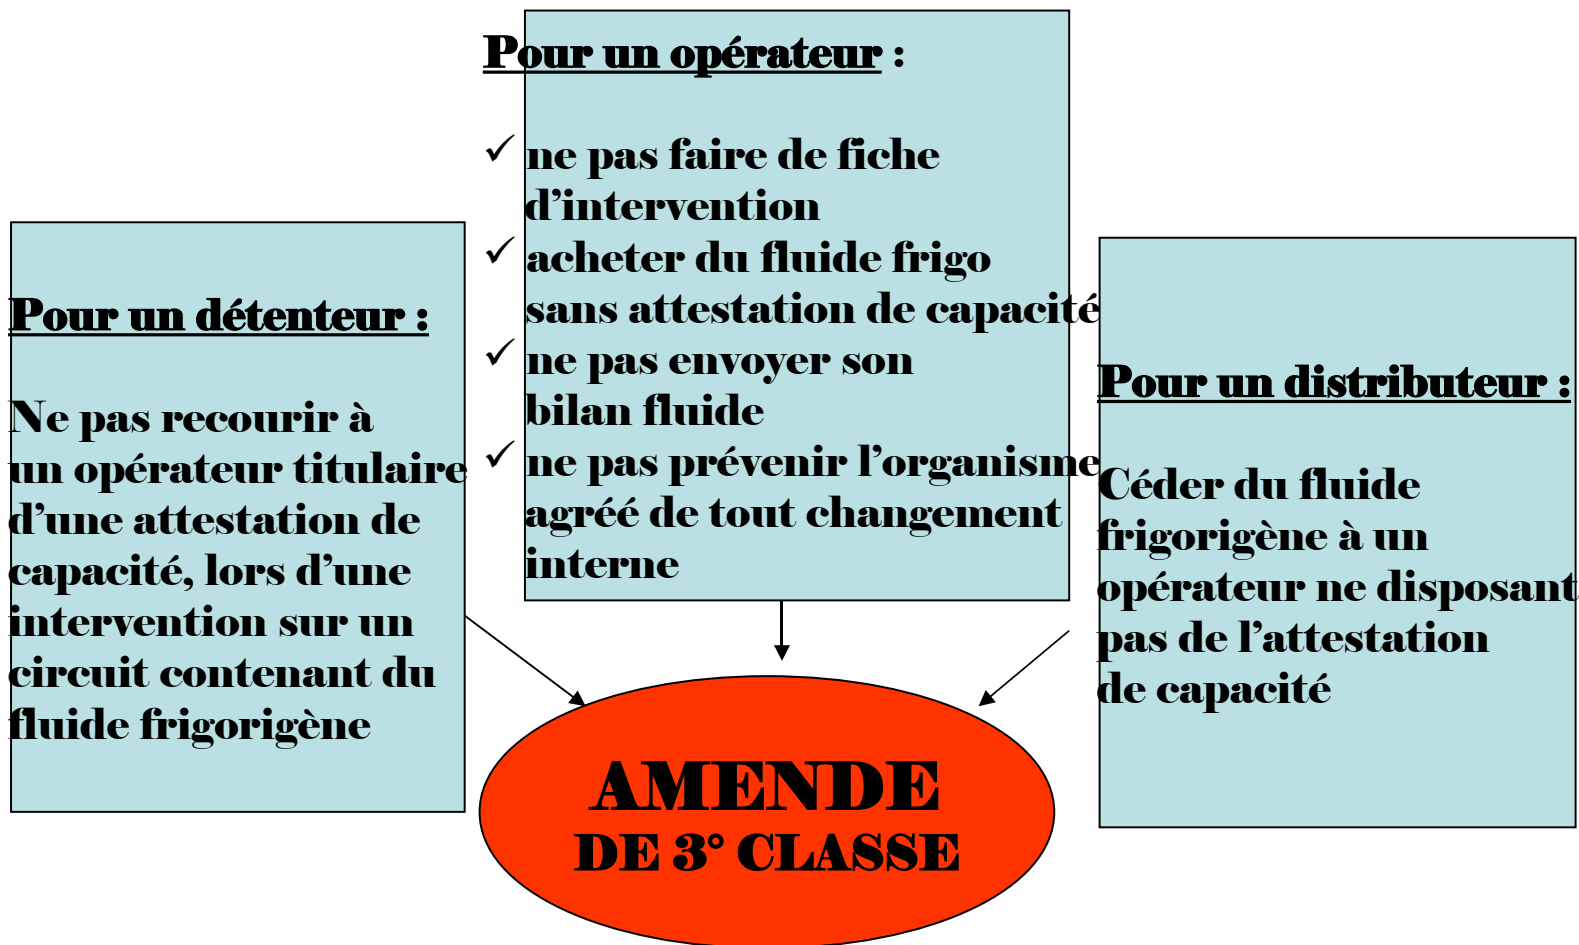 Pour un opérateur :
✓ ne pas faire de fiche
d’intervention
✓ acheter du fluide frigo
sans attestation de capacité
✓ ne pas envoyer son
bilan fluide
✓ ne pas prévenir l’organisme
agréé de tout changement
interne
Pour un détenteur :
Ne pas recourir à
un opérateur titulaire
d’une attestation de
capacité, lors d’une
intervention sur un
circuit contenant du
fluide frigorigène
Pour un distributeur :
Céder du fluide
frigorigène à un
opérateur ne disposant
pas de l’attestation
de capacité
AMENDE
DE 3° CLASSE